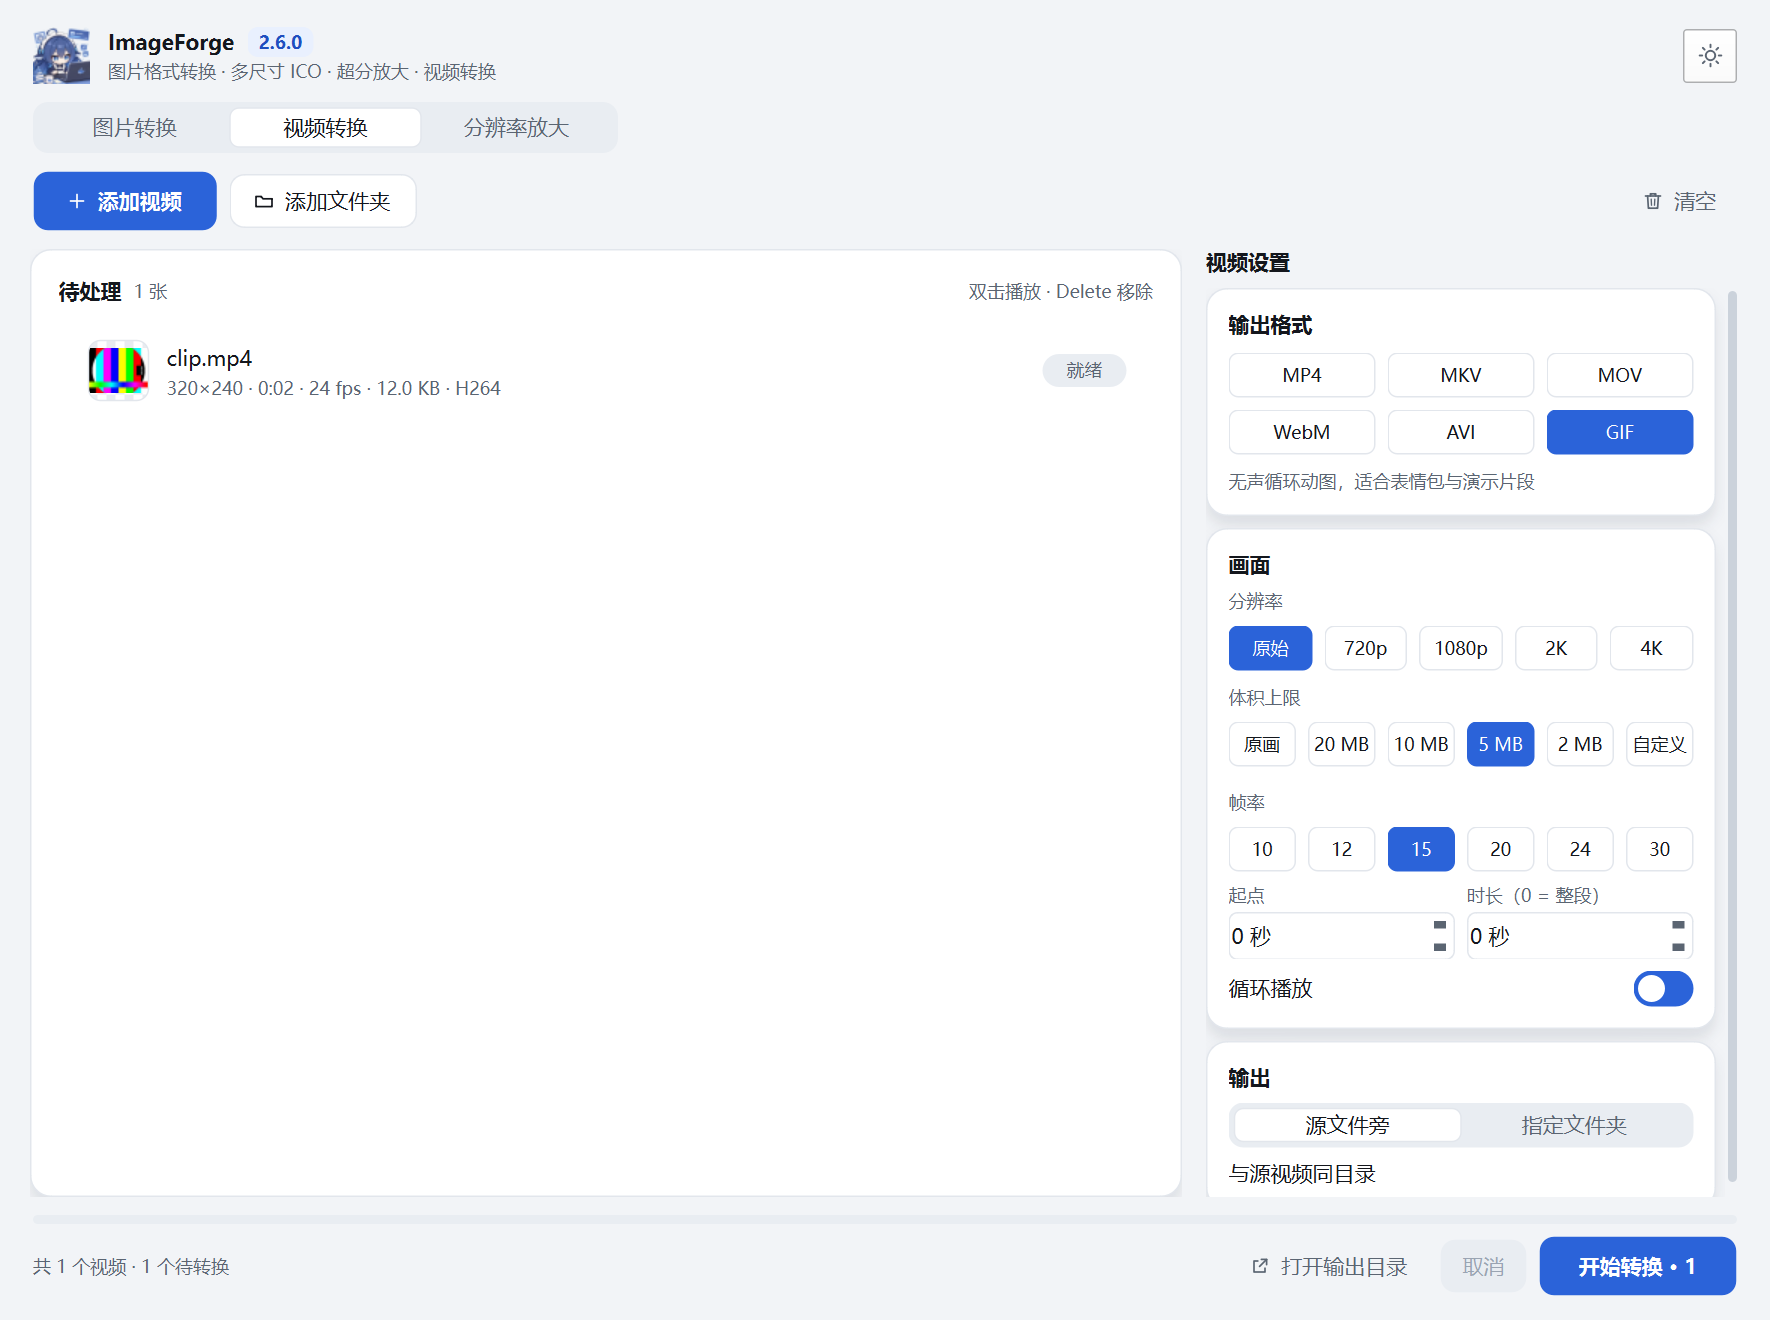 ImageForge 2.6.0
图片格式转换 · 多尺寸 ICO · 超分放大 · 视频转换
图片转换 视频转换 分辨率放大
添加视频 添加文件夹 清空
待处理 1 张 双击播放 · Delete 移除
clip.mp4
320×240 · 0:02 · 24 fps · 12.0 KB · H264
就绪
视频设置
输出格式
MP4 MKV MOV
WebM AVI GIF
无声循环动图，适合表情包与演示片段
画面
分辨率
原始 720p 1080p 2K 4K
体积上限
原画 20 MB 10 MB 5 MB 2 MB 自定义
帧率
10 12 15 20 24 30
起点 时长（0 = 整段）
0 秒 0 秒
循环播放
输出
源文件旁 指定文件夹
与源视频同目录
共 1 个视频 · 1 个待转换 打开输出目录 取消 开始转换 • 1